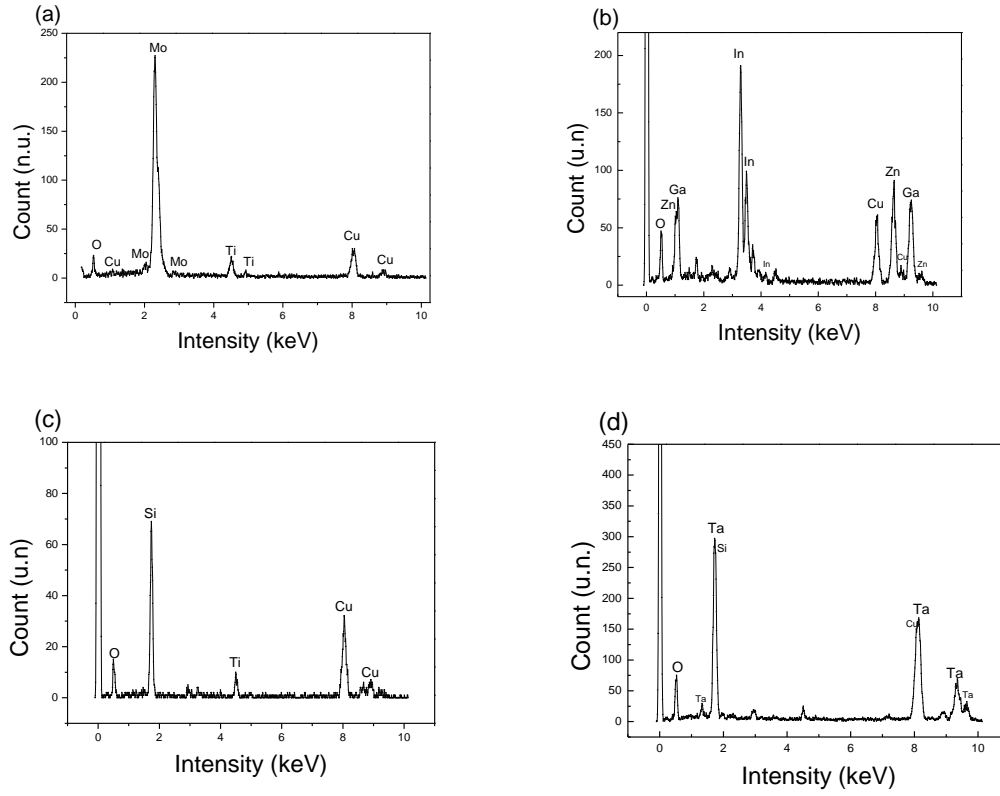 (a)
250
200
150
100
50
0
Count (n.u.)
Mo
O
Cu
Mo
Mo
Ti
Ti
Cu
Cu
0 2 4 6 8 10
Intensity (keV)
(b)
200
150
100
50
0
Count (u.n)
In
In
O
Zn
Ga
In
Cu
Zn
Cu
Ga
Zn
0 2 4 6 8 10
Intensity (keV)
(c)
100
80
60
40
20
0
Count (u.n)
Si
O
Ti
Cu
Cu
0 2 4 6 8 10
Intensity (keV)
(d)
450
400
350
300
250
200
150
100
50
0
Count (u.n.)
Ta
Si
O
Ta
Ta
Cu
Ta
Ta
0 2 4 6 8 10
Intensity (keV)